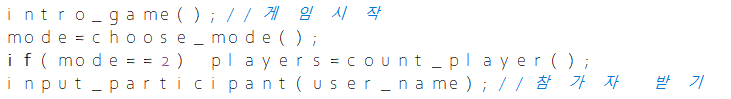 intro_game();//게임시작
mode=choose_mode();
if(mode==2) players=count_player();
input_participant(user_name);//참가자 받기